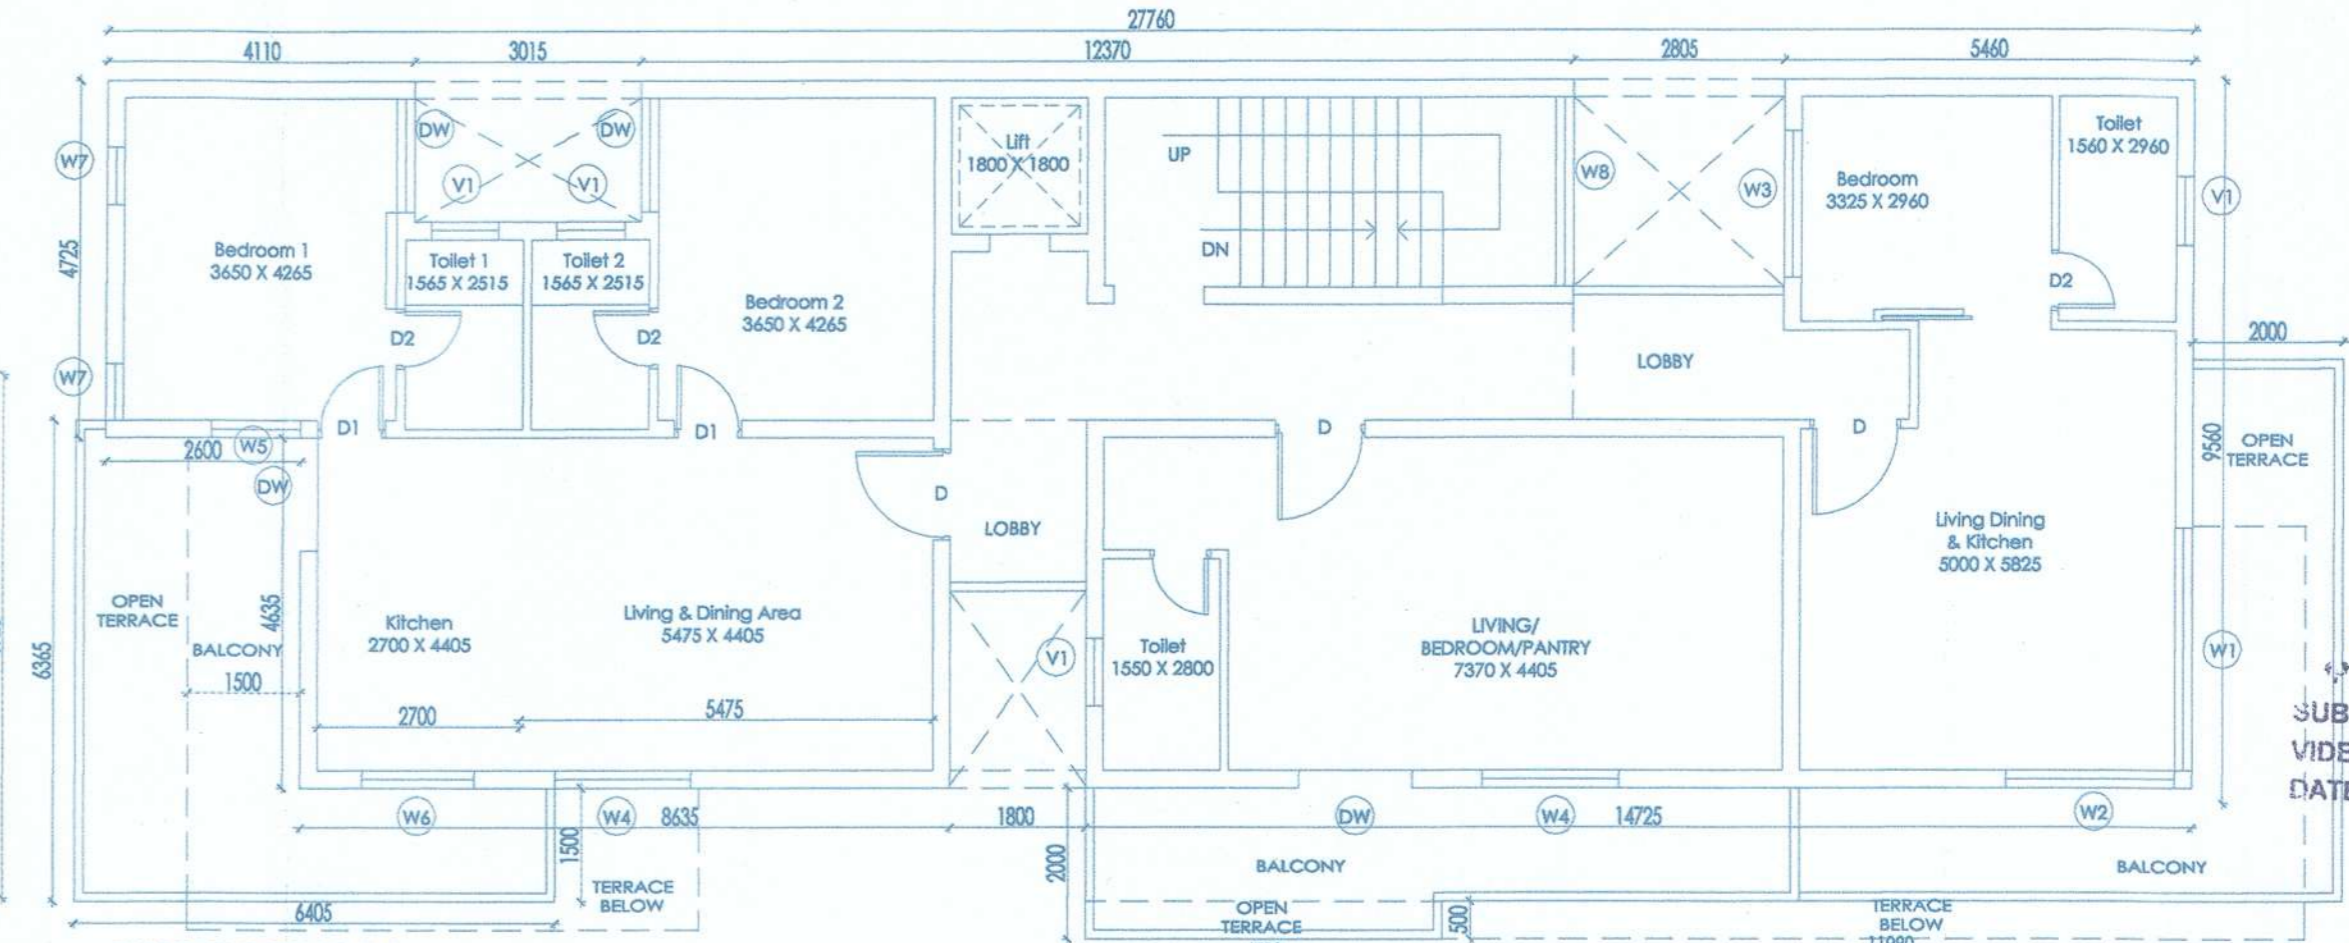 27760
4110
3015
12370
2805
5460
DW
DW
V1
V1
W7
W7
4725
Bedroom 1
3650 X 4265
Toilet 1
1565 X 2515
Toilet 2
1565 X 2515
Bedroom 2
3650 X 4265
Lift
1800 X 1800
UP
DN
W8
W3
Bedroom
3325 X 2960
Toilet
1560 X 2960
V1
D2
D2
D2
D1
D1
LOBBY
2000
D
D
D
9560
OPEN
TERRACE
2600
W5
DW
LOBBY
OPEN
TERRACE
BALCONY
1500
4635
6365
Kitchen
2700 X 4405
Living & Dining Area
5475 X 4405
2700
5475
V1
Toilet
1550 X 2800
LIVING/
BEDROOM/PANTRY
7370 X 4405
Living Dining
& Kitchen
5000 X 5825
W1
SUB
VIDE
DATE
W6
W4
8635
1800
DW
W4
14725
W2
1500
2000
BALCONY
BALCONY
TERRACE
BELOW
6405
OPEN
TERRACE
500
TERRACE
BELOW